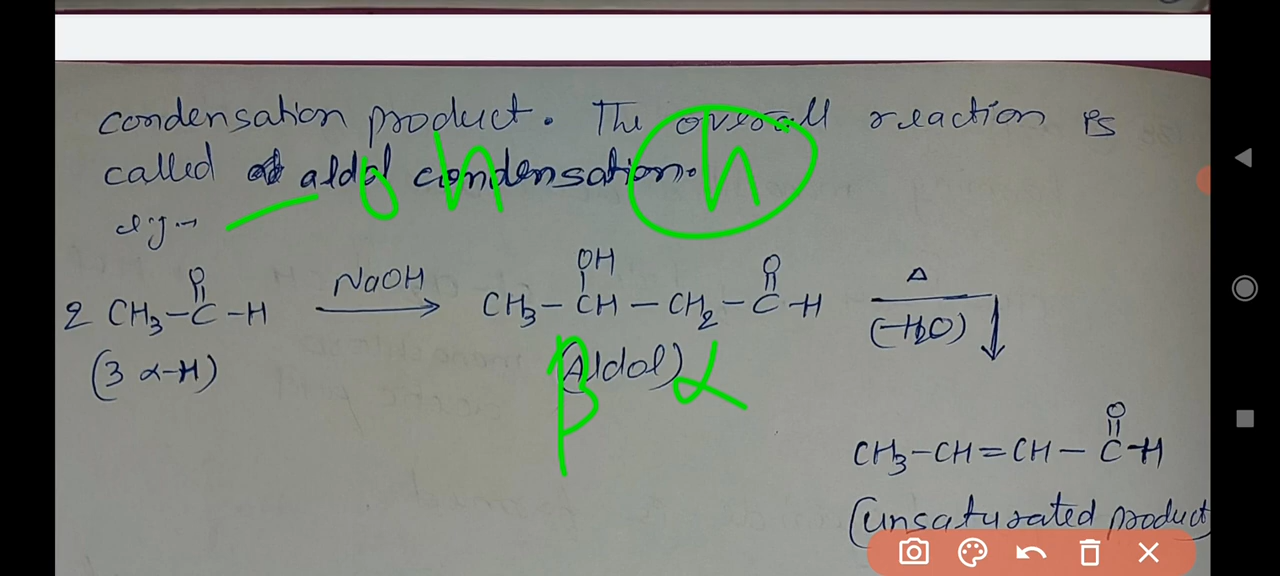 condensation product. The overall reaction is
called aldol condensation.
eg:-
2 CH₃-C(=O)-H NaOH CH₃-CH(OH)-CH₂-C(=O)-H Δ (-H₂O)
(3 α-H) (Aldol)
β α
CH₃-CH=CH-C(=O)-H
(unsaturated product
h